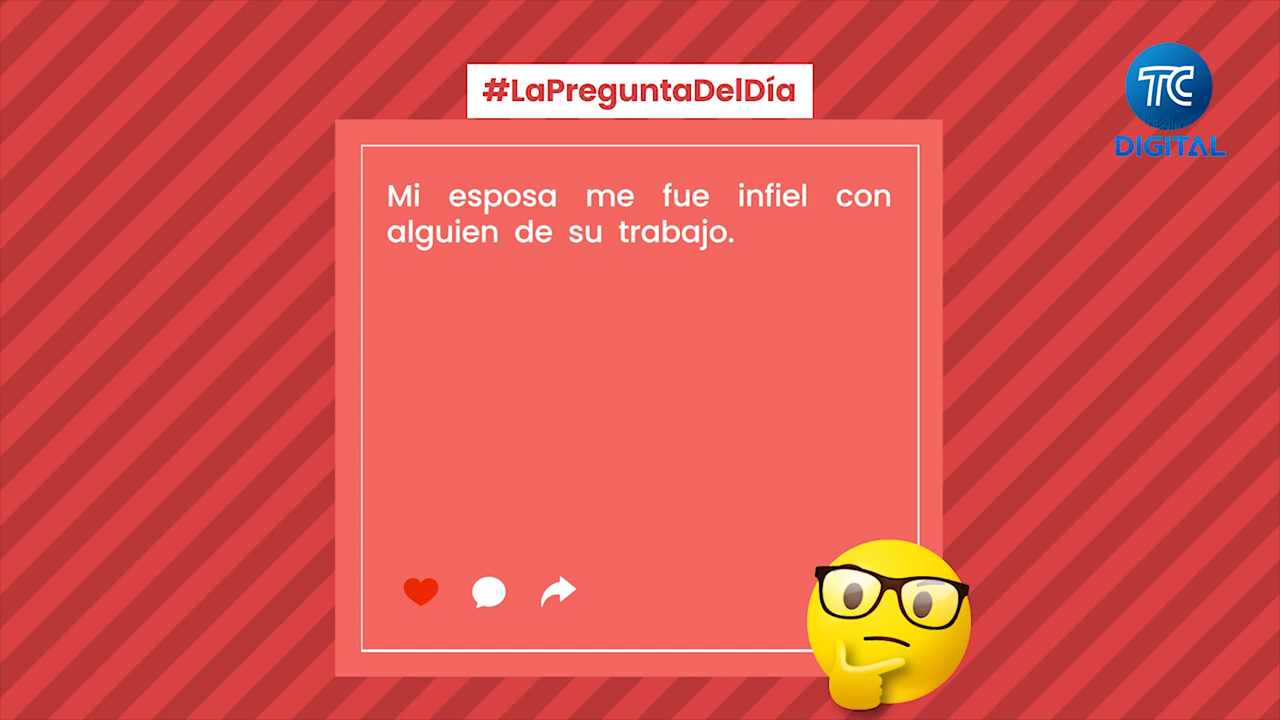 #LaPreguntaDelDía
TC
DIGITAL
Mi esposa me fue infiel con
alguien de su trabajo.